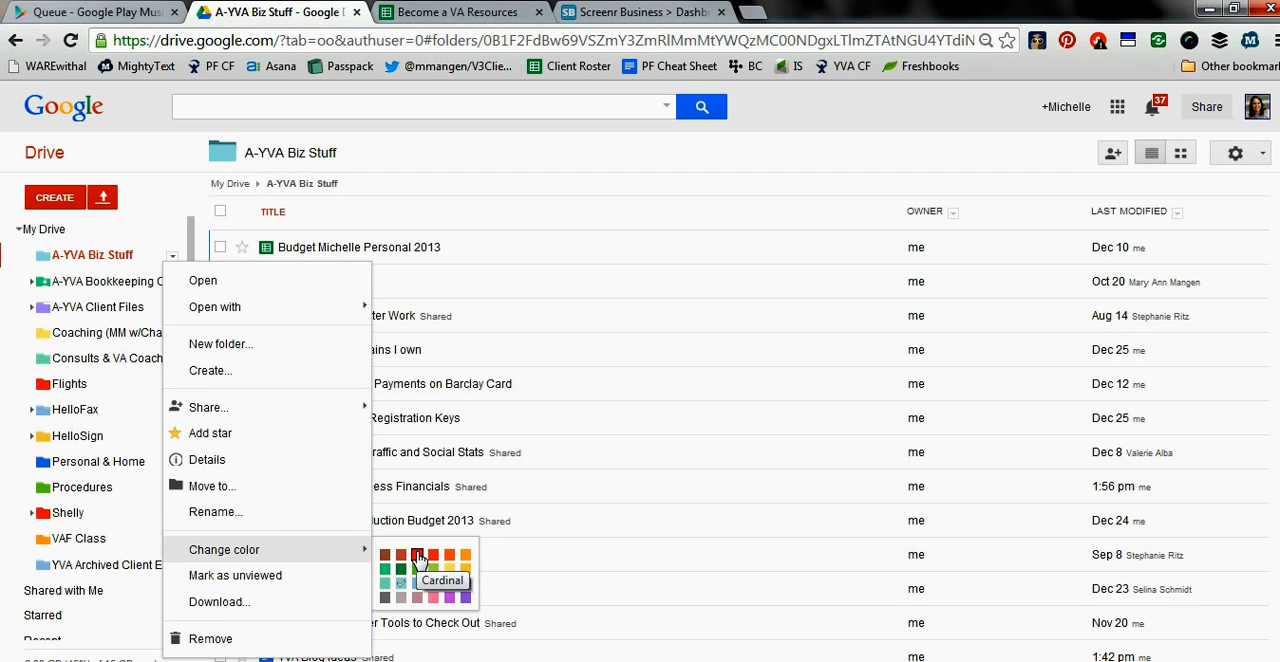 Queue - Google Play Mus
A-YVA Biz Stuff - Google D
Become a VA Resources
Screenr Business > Dashb
https://drive.google.com/?tab=oo&authuser=0#folders/0B1F2FdBw69VSZmY3ZmRlMmMtYWQzMC00NDgxLTlmZTAtNGU4YTdiN
WAREwithal
MightyText
PF CF
Asana
Passpack
@mmangen/V3Clie...
Client Roster
PF Cheat Sheet
BC
IS
YVA CF
Freshbooks
Other bookmar
Google
+Michelle
37
Share
Drive
A-YVA Biz Stuff
My Drive
A-YVA Biz Stuff
CREATE
TITLE
OWNER
LAST MODIFIED
My Drive
A-YVA Biz Stuff
A-YVA Bookkeeping C
A-YVA Client Files
Coaching (MM w/Cha
Consults & VA Coach
Flights
HelloFax
HelloSign
Personal & Home
Procedures
Shelly
VAF Class
YVA Archived Client E
Shared with Me
Starred
Open
Open with
New folder...
Create...
Share...
Add star
Details
Move to...
Rename...
Change color
Mark as unviewed
Download...
Remove
Cardinal
Budget Michelle Personal 2013 me Dec 10 me
me Oct 20 Mary Ann Mangen
ter Work Shared me Aug 14 Stephanie Ritz
ains I own me Dec 25 me
Payments on Barclay Card me Dec 12 me
Registration Keys me Dec 25 me
raffic and Social Stats Shared me Dec 8 Valerie Alba
ess Financials Shared me 1:56 pm me
uction Budget 2013 Shared me Dec 24 me
me Sep 8 Stephanie Ritz
me Dec 23 Selina Schmidt
r Tools to Check Out Shared me Nov 20 me
YVA Blog Ideas Shared me 1:56 pm me